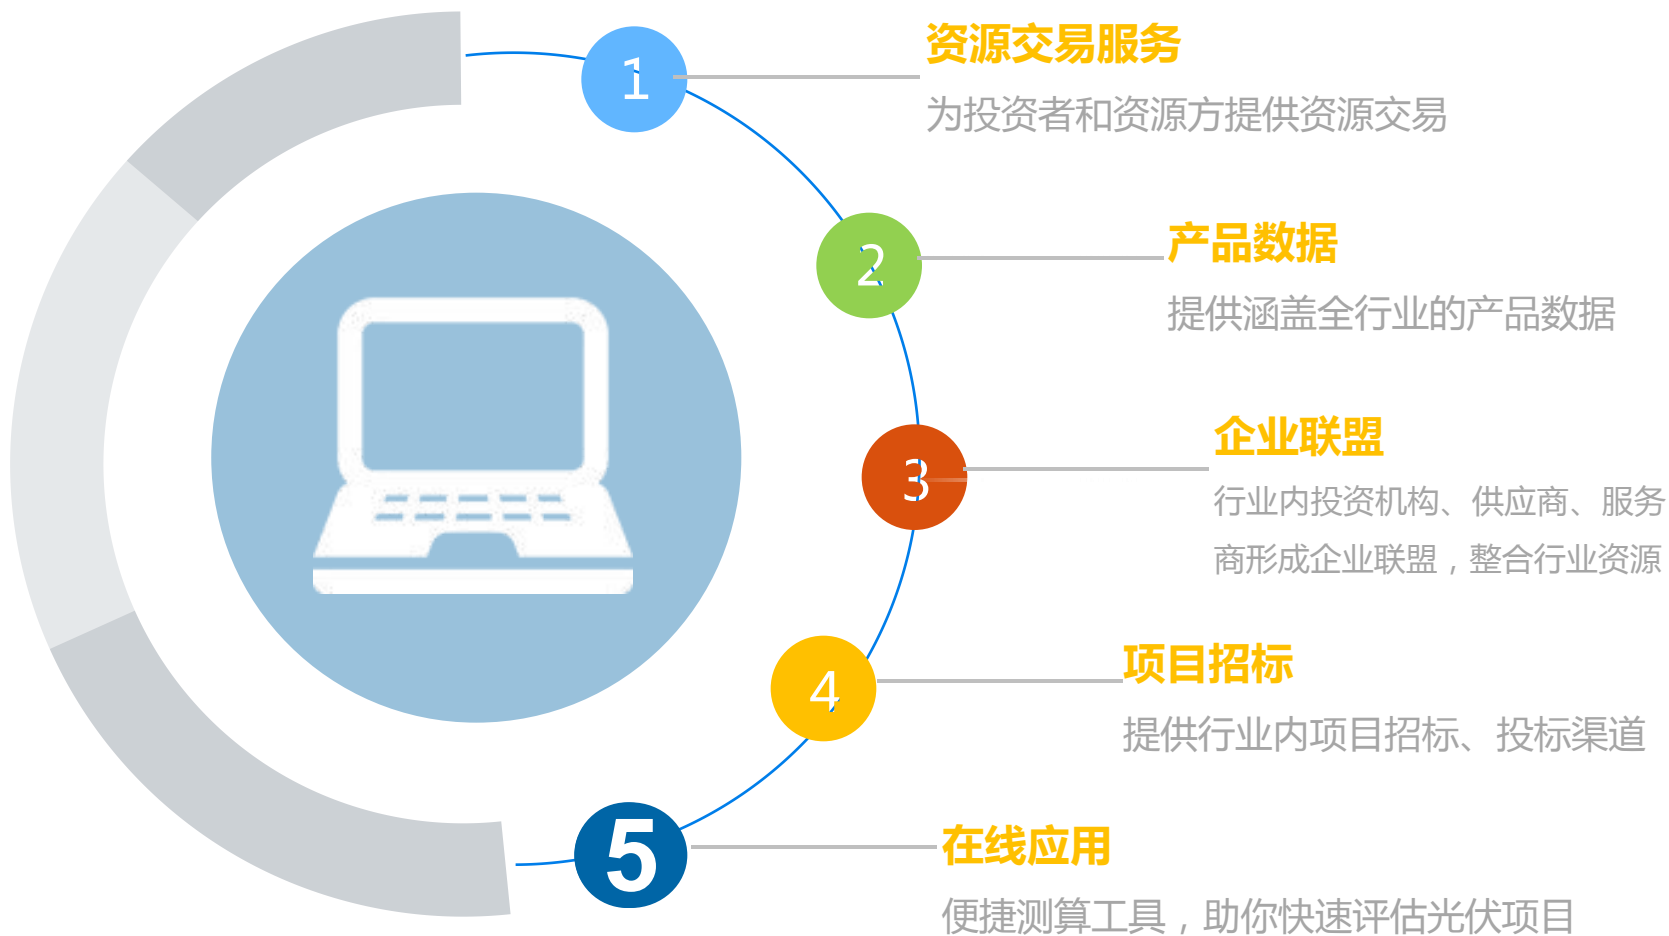 1
资源交易服务
为投资者和资源方提供资源交易
2
产品数据
提供涵盖全行业的产品数据
3
企业联盟
行业内投资机构、供应商、服务
商形成企业联盟，整合行业资源
4
项目招标
提供行业内项目招标、投标渠道
5
在线应用
便捷测算工具，助你快速评估光伏项目